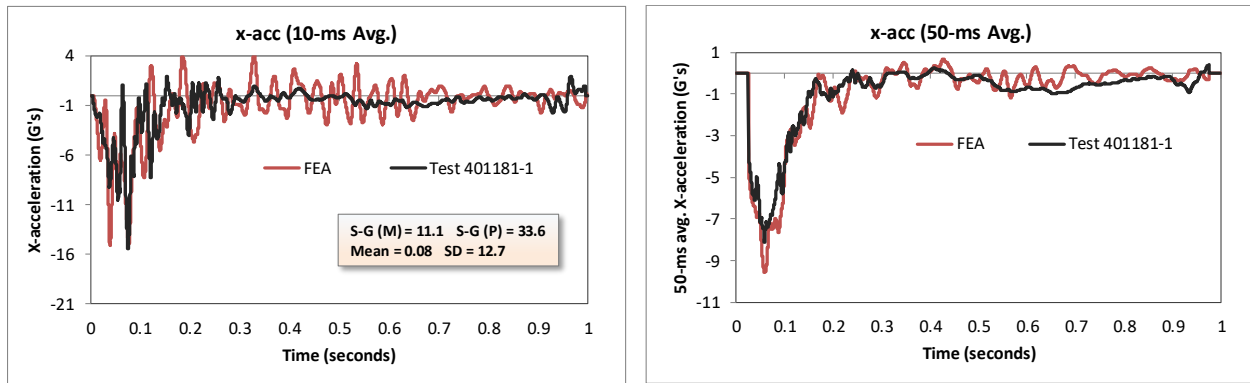 x-acc (10-ms Avg.)
X-acceleration (G's)
4
-1
-6
-11
-16
-21
FEA
Test 401181-1
S-G (M) = 11.1 S-G (P) = 33.6
Mean = 0.08 SD = 12.7
0 0.1 0.2 0.3 0.4 0.5 0.6 0.7 0.8 0.9 1
Time (seconds)
x-acc (50-ms Avg.)
50-ms avg. X-acceleration (G's)
1
-1
-3
-5
-7
-9
-11
FEA
Test 401181-1
0 0.1 0.2 0.3 0.4 0.5 0.6 0.7 0.8 0.9 1
Time (seconds)